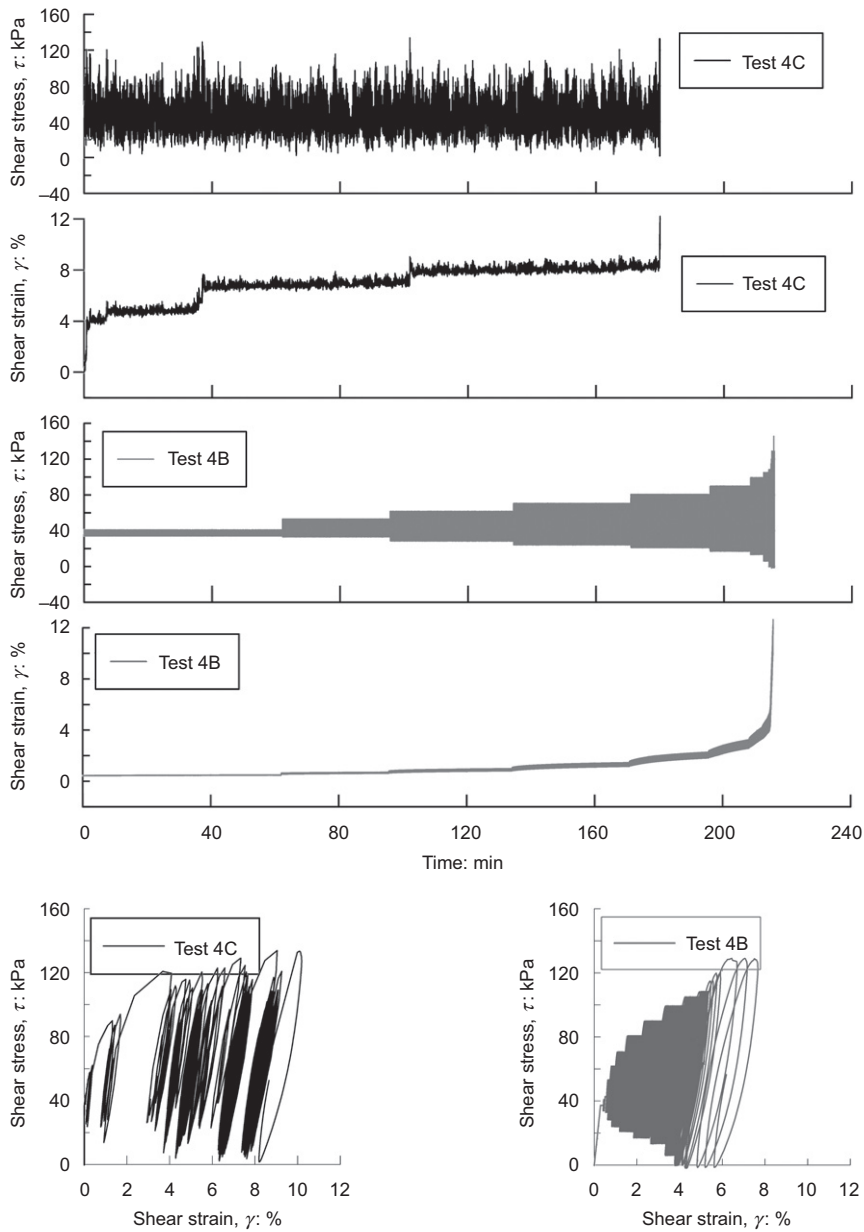 160
120
80
40
0
–40
Shear stress, τ: kPa
Test 4C
12
8
4
0
Shear strain, γ: %
Test 4C
160
120
80
40
0
–40
Shear stress, τ: kPa
Test 4B
12
8
4
0
Shear strain, γ: %
Test 4B
0 40 80 120 160 200 240
Time: min
160
120
80
40
0
Shear stress, τ: kPa
Test 4C
0 2 4 6 8 10 12
Shear strain, γ: %
160
120
80
40
0
Shear stress, τ: kPa
Test 4B
0 2 4 6 8 10 12
Shear strain, γ: %